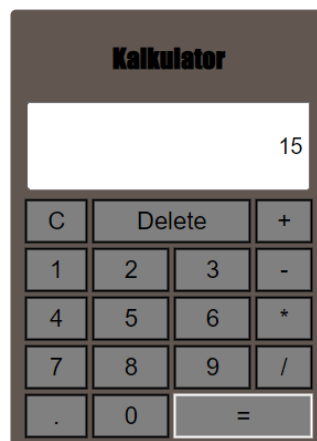 Kalkulator
15
C Delete +
1 2 3 -
4 5 6 *
7 8 9 /
. 0 =